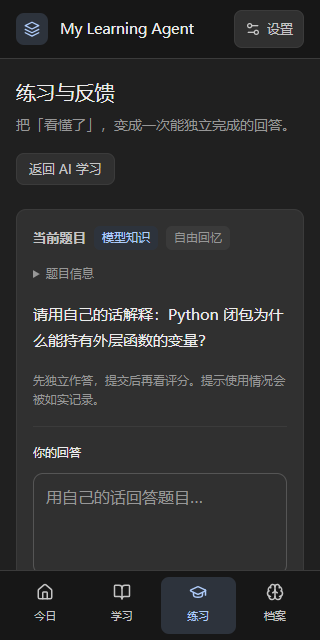 My Learning Agent
设置
练习与反馈
把「看懂了」，变成一次能独立完成的回答。
返回 AI 学习
当前题目 模型知识 自由回忆
题目信息
请用自己的话解释：Python 闭包为什
么能持有外层函数的变量？
先独立作答，提交后再看评分。提示使用情况会
被如实记录。
你的回答
用自己的话回答题目...
今日 学习 练习 档案